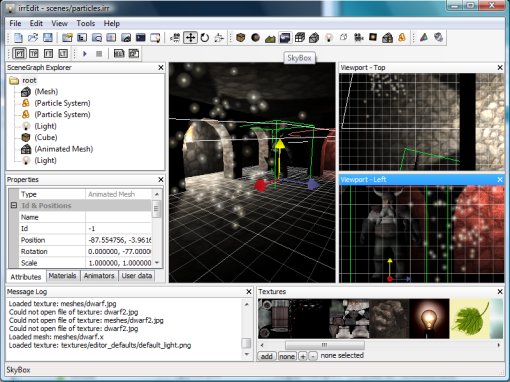 irrEdit - scenes/particles.irr
File Edit View Tools Help
SkyBox
SceneGraph Explorer
root
(Mesh)
(Particle System)
(Particle System)
(Light)
(Cube)
(Animated Mesh)
(Light)
Properties
Type Animated Mesh
Id & Positions
Name
Id -1
Position -87.554756, -3.9616
Rotation 0.000000, -77.0000
Scale 1.000000, 1.00000
Attributes Materials Animators User data
Viewport - Top
Viewport - Left
Message Log
Loaded texture: meshes/dwarf.jpg
Could not open file of texture: dwarf2.jpg
Could not open file of texture: meshes/dwarf2.jpg
Could not open file of texture: dwarf2.jpg
Loaded mesh: meshes/dwarf.x
Loaded texture: textures/editor_defaults/default_light.png
Textures
add none + - none selected
SkyBox